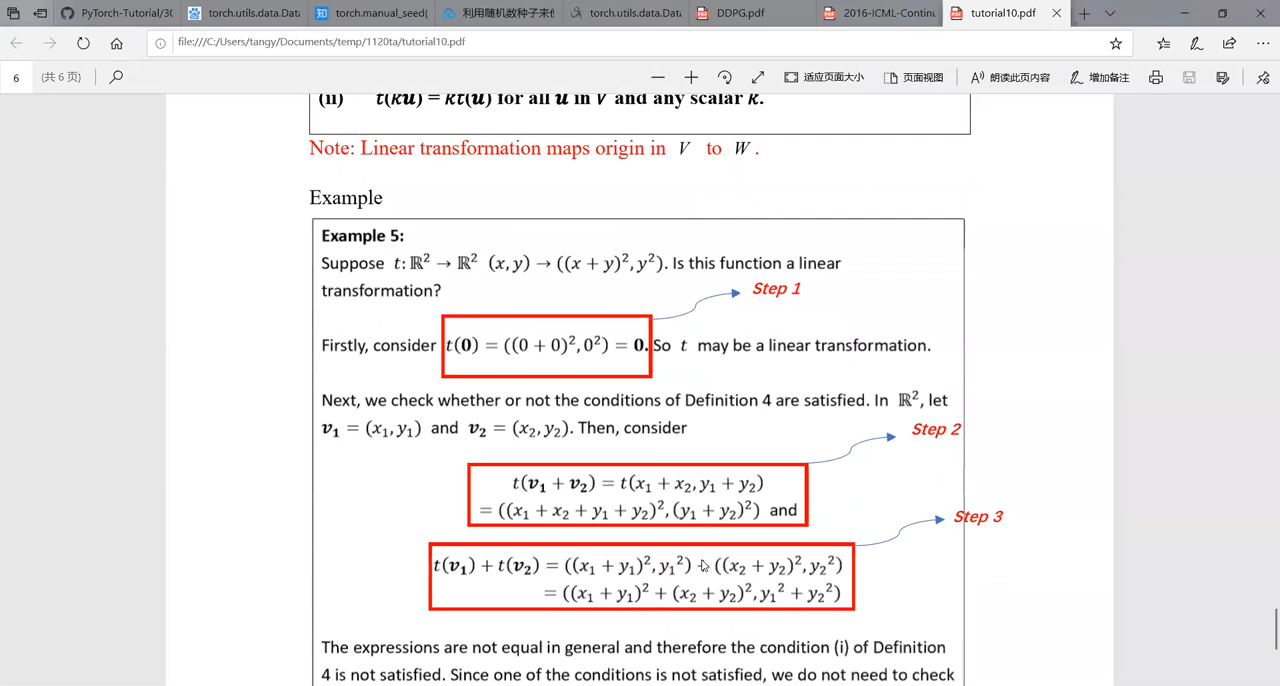 PyTorch-Tutorial/30
torch.utils.data.Data
torch.manual_seed(
利用随机数种子来使
torch.utils.data.Data
DDPG.pdf
2016-ICML-Continu
tutorial10.pdf
file:///C:/Users/tangy/Documents/temp/1120ta/tutorial10.pdf
6 (共 6 页) 适应页面大小 页面视图 朗读此页内容 增加备注
(ii) t(ku) = kt(u) for all u in V and any scalar k.
Note: Linear transformation maps origin in V to W .
Example
Example 5:
Suppose t: ℝ² → ℝ² (x, y) → ((x + y)², y²). Is this function a linear
transformation?
Step 1
Firstly, consider t(0) = ((0 + 0)², 0²) = 0. So t may be a linear transformation.
Next, we check whether or not the conditions of Definition 4 are satisfied. In ℝ², let
v₁ = (x₁, y₁) and v₂ = (x₂, y₂). Then, consider
Step 2
t(v₁ + v₂) = t(x₁ + x₂, y₁ + y₂)
= ((x₁ + x₂ + y₁ + y₂)², (y₁ + y₂)²) and
Step 3
t(v₁) + t(v₂) = ((x₁ + y₁)², y₁²) + ((x₂ + y₂)², y₂²)
= ((x₁ + y₁)² + (x₂ + y₂)², y₁² + y₂²)
The expressions are not equal in general and therefore the condition (i) of Definition
4 is not satisfied. Since one of the conditions is not satisfied, we do not need to check